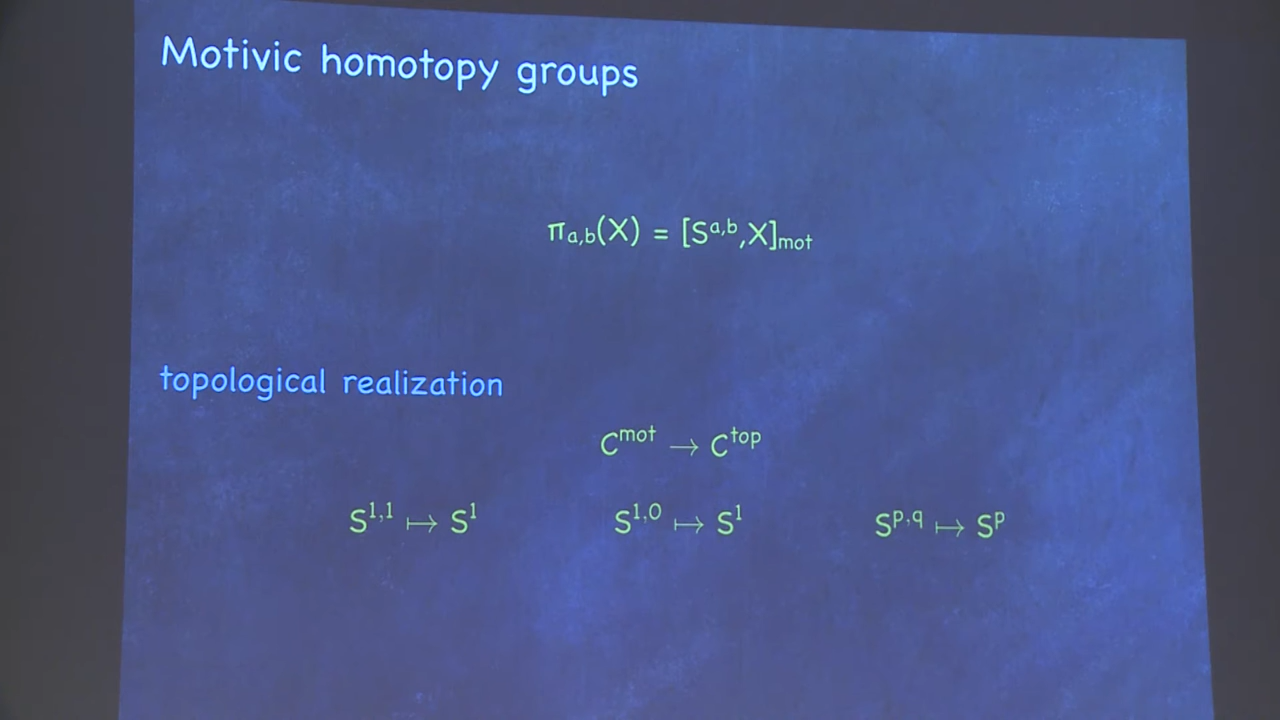 Motivic homotopy groups
πa,b(X) = [Sᵃ,ᵇ,X]mot
topological realization
Cᵐᵒᵗ → Cᵗᵒᵖ
S¹,¹ ↦ S¹ S¹,⁰ ↦ S¹ Sᵖ,q ↦ Sᵖ